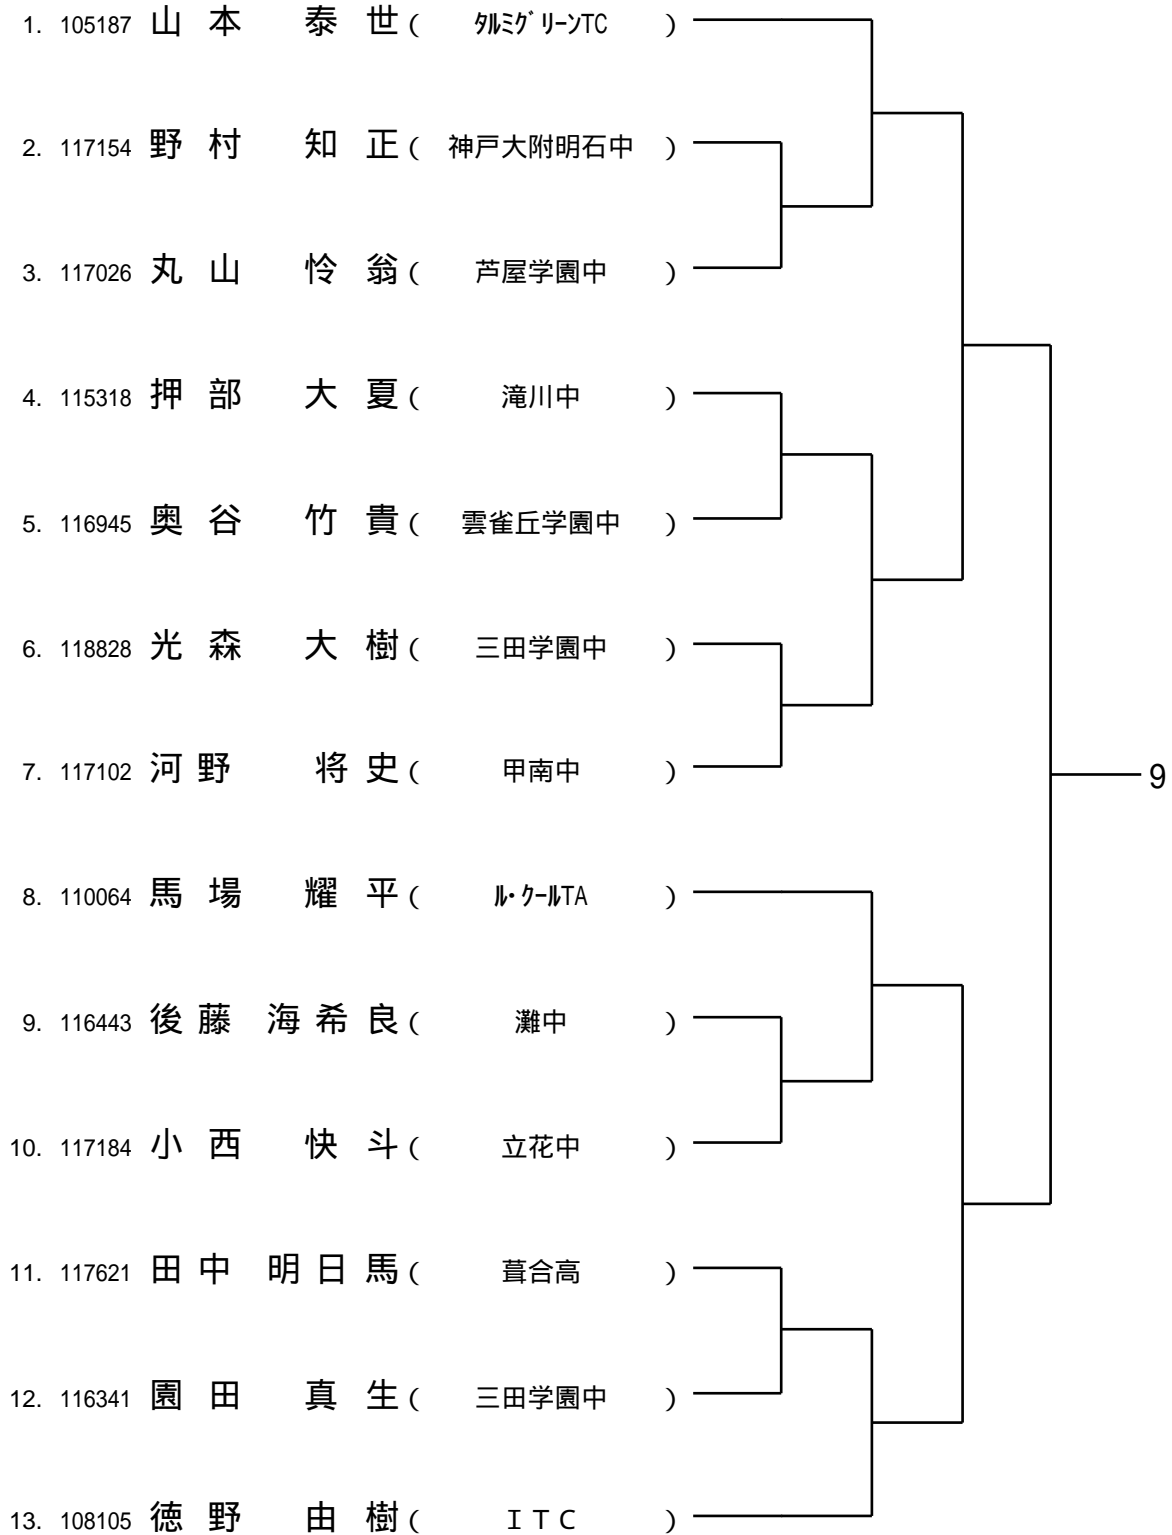 1. 105187 山本 泰世 ( ﾀﾙﾐｸﾞﾘｰﾝTC )
2. 117154 野村 知正 ( 神戸大附明石中 )
3. 117026 丸山 怜翁 ( 芦屋学園中 )
4. 115318 押部 大夏 ( 滝川中 )
5. 116945 奥谷 竹貴 ( 雲雀丘学園中 )
6. 118828 光森 大樹 ( 三田学園中 )
7. 117102 河野 将史 ( 甲南中 )
9
8. 110064 馬場 耀平 ( ﾙ･ｸｰﾙTA )
9. 116443 後藤 海希良 ( 灘中 )
10. 117184 小西 快斗 ( 立花中 )
11. 117621 田中 明日馬 ( 葺合高 )
12. 116341 園田 真生 ( 三田学園中 )
13. 108105 徳野 由樹 ( ＩＴＣ )